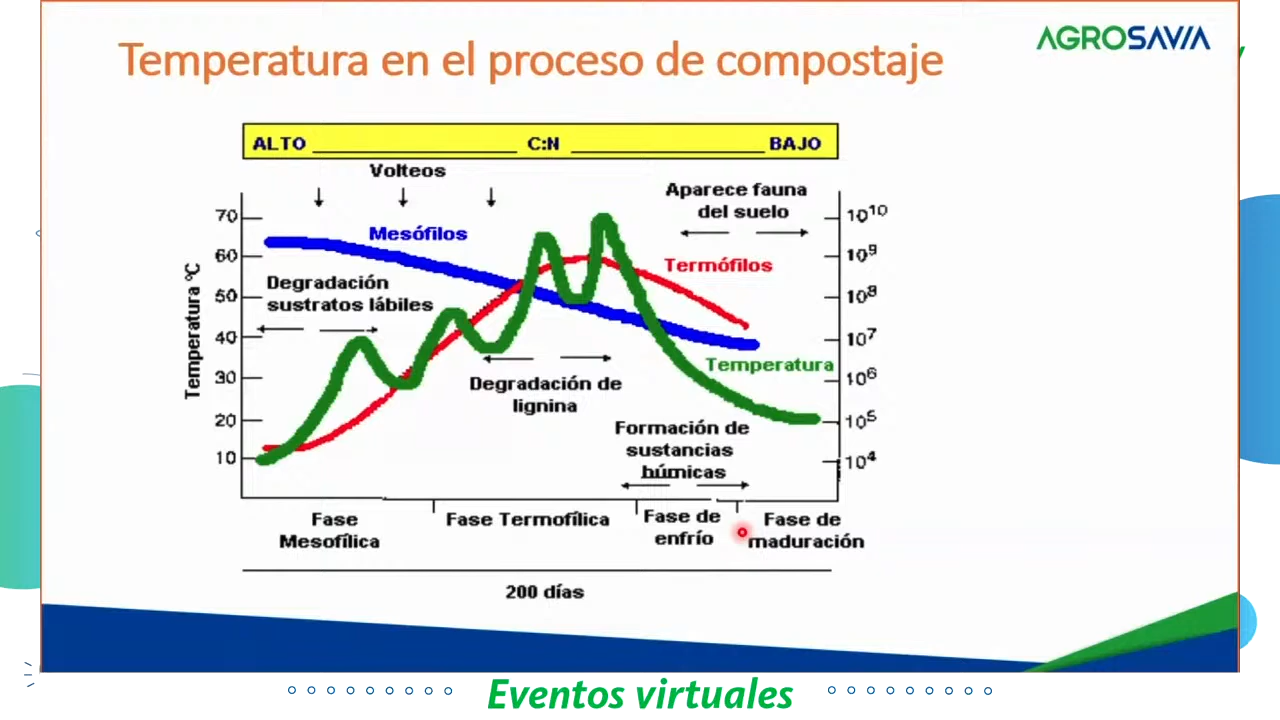 Temperatura en el proceso de compostaje
AGROSAVIA
ALTO C:N BAJO
Volteos
Aparece fauna
del suelo
70
60
50
40
30
20
10
Temperatura °C
Mesófilos
Termófilos
Degradación
sustratos lábiles
Temperatura
Degradación de
lignina
Formación de
sustancias
húmicas
10¹⁰
10⁹
10⁸
10⁷
10⁶
10⁵
10⁴
Fase
Mesofílica
Fase Termofílica
Fase de
enfrío
Fase de
maduración
200 días
Eventos virtuales